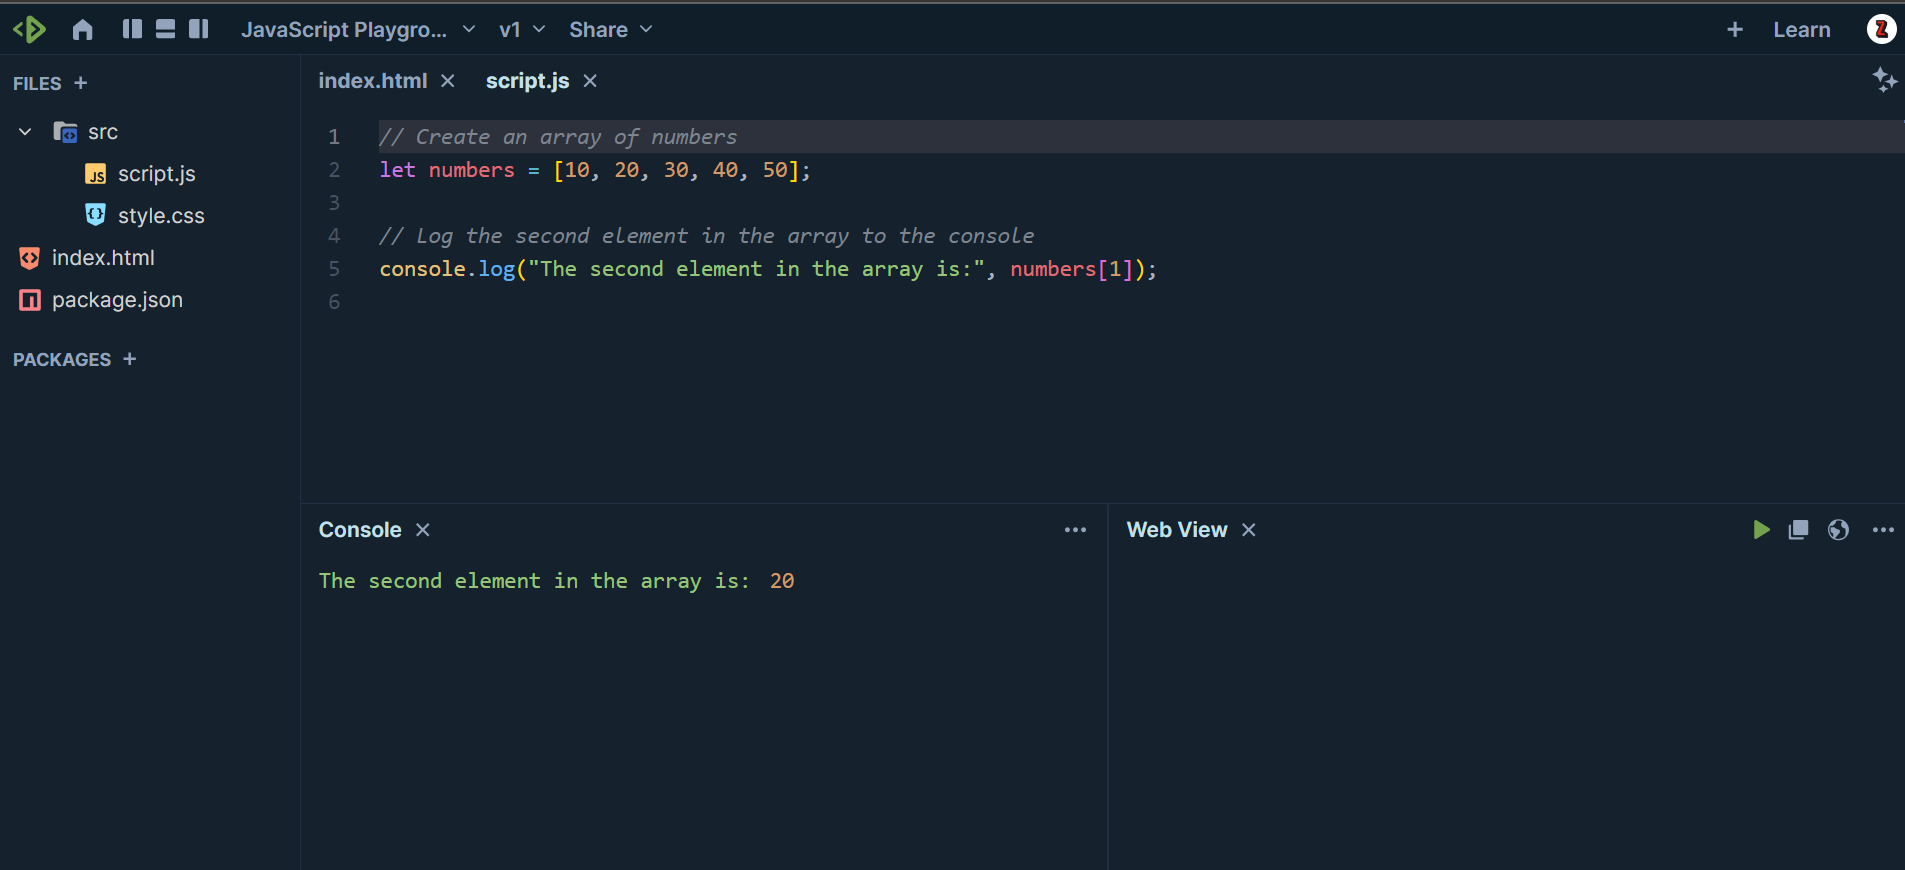 JavaScript Playgro... v1 Share + Learn
FILES +
src
script.js
style.css
index.html
package.json
PACKAGES +
index.html script.js
1 // Create an array of numbers
2 let numbers = [10, 20, 30, 40, 50];
3
4 // Log the second element in the array to the console
5 console.log("The second element in the array is:", numbers[1]);
6
Console
The second element in the array is: 20
Web View